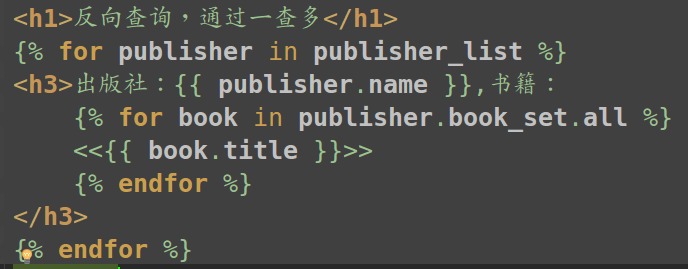 <h1>反向查询，通过一查多</h1>
{% for publisher in publisher_list %}
<h3>出版社：{{ publisher.name }},书籍：
    {% for book in publisher.book_set.all %}
    <<{{ book.title }}>>
    {% endfor %}
</h3>
{% endfor %}